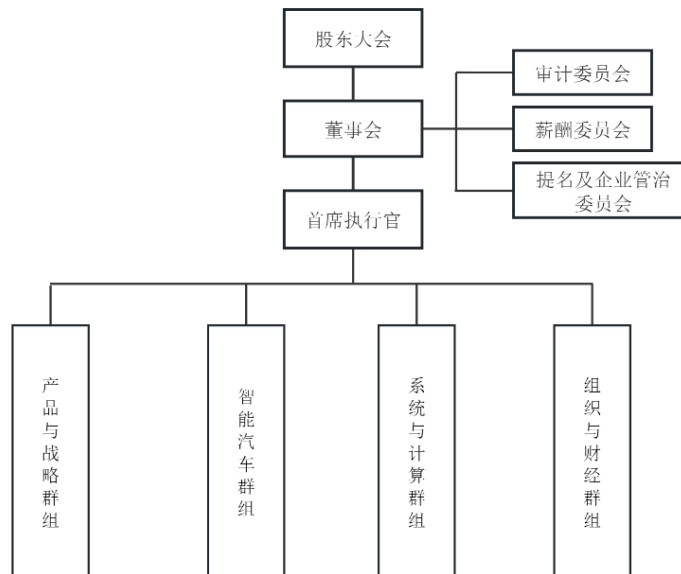 股东大会
审计委员会
董事会
薪酬委员会
提名及企业管治
委员会
首席执行官
产品与战略群组
智能汽车群组
系统与计算群组
组织与财经群组